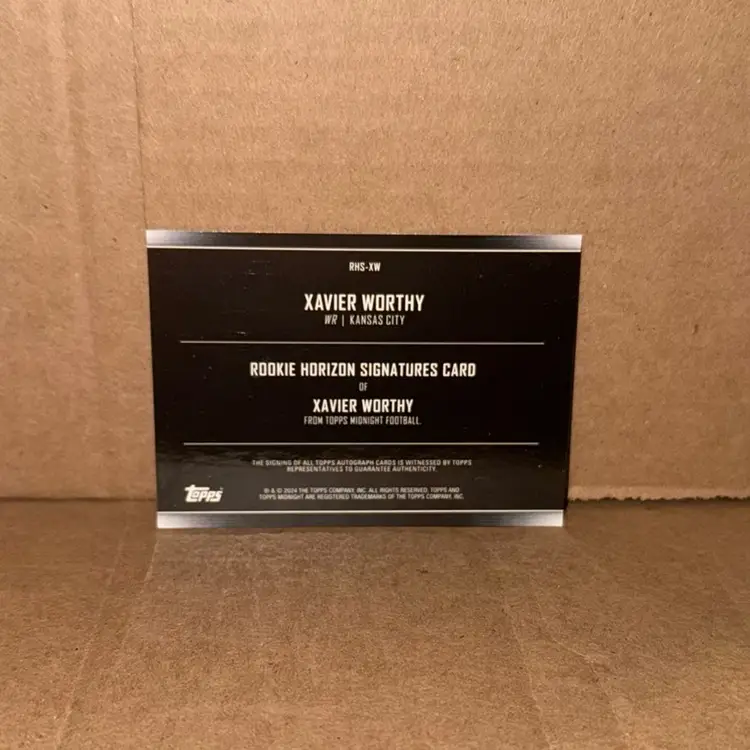 RHS-XW
XAVIER WORTHY
WR | KANSAS CITY
ROOKIE HORIZON SIGNATURES CARD
OF
XAVIER WORTHY
FROM TOPPS MIDNIGHT FOOTBALL.
THE SIGNING OF ALL TOPPS AUTOGRAPH CARDS IS WITNESSED BY TOPPS
REPRESENTATIVES TO GUARANTEE AUTHENTICITY.
topps
® & © 2024 THE TOPPS COMPANY, INC. ALL RIGHTS RESERVED. TOPPS AND
TOPPS MIDNIGHT ARE REGISTERED TRADEMARKS OF THE TOPPS COMPANY, INC.